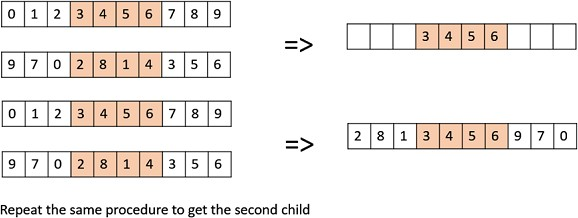 0 1 2 3 4 5 6 7 8 9
=> 3 4 5 6
9 7 0 2 8 1 4 3 5 6
0 1 2 3 4 5 6 7 8 9
=> 2 8 1 3 4 5 6 9 7 0
9 7 0 2 8 1 4 3 5 6
Repeat the same procedure to get the second child